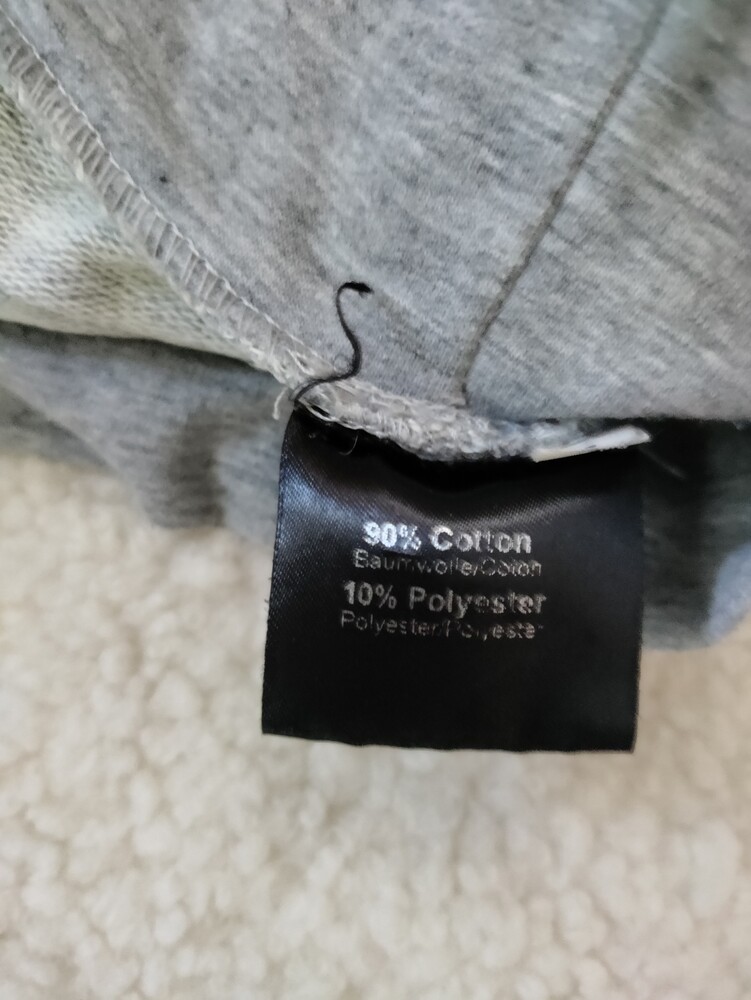 90% Cotton
Baumwolle/Coton
10% Polyester
Polyester/Polyester